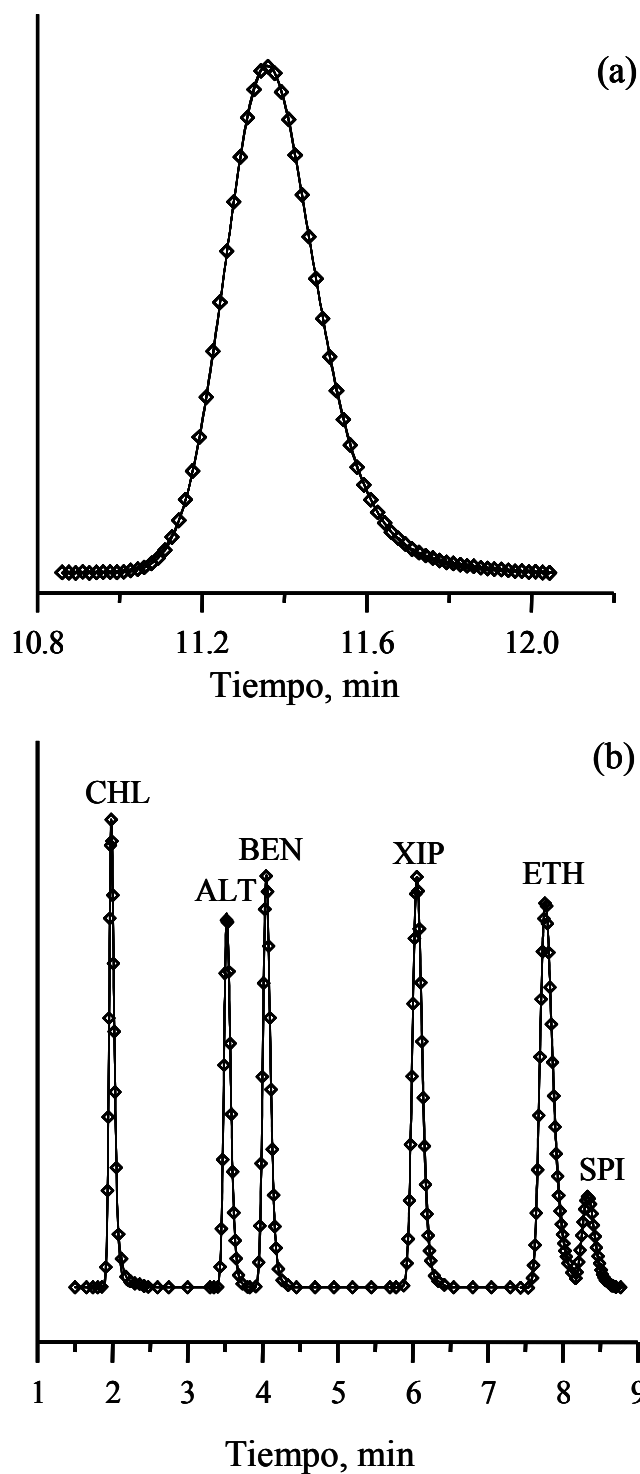 (a)
10.8 11.2 11.6 12.0
Tiempo, min
(b)
CHL
BEN
XIP
ETH
ALT
SPI
1 2 3 4 5 6 7 8 9
Tiempo, min